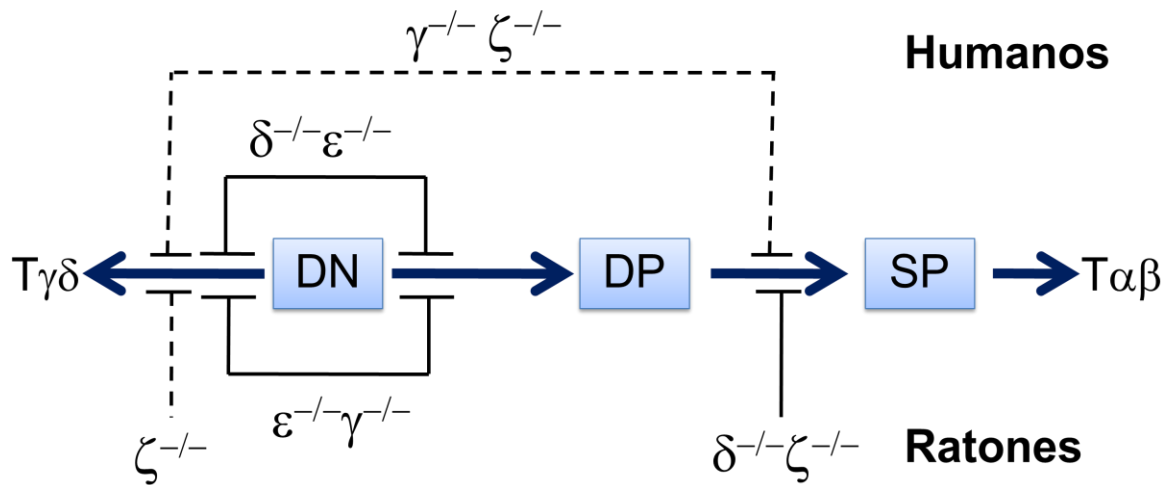 γ⁻/⁻ ζ⁻/⁻
Humanos
δ⁻/⁻ε⁻/⁻
Tγδ
DN
DP
SP
Tαβ
ε⁻/⁻γ⁻/⁻
ζ⁻/⁻
δ⁻/⁻ζ⁻/⁻
Ratones